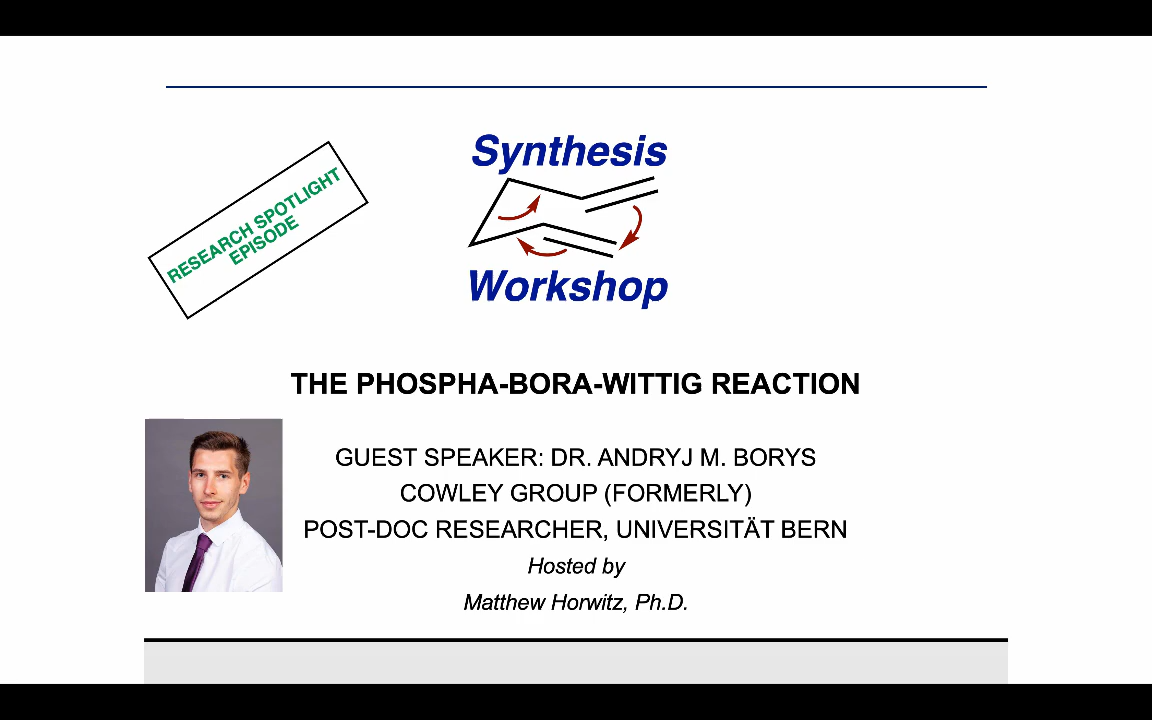 Synthesis
RESEARCH SPOTLIGHT
EPISODE
Workshop
THE PHOSPHA-BORA-WITTIG REACTION
GUEST SPEAKER: DR. ANDRYJ M. BORYS
COWLEY GROUP (FORMERLY)
POST-DOC RESEARCHER, UNIVERSITÄT BERN
Hosted by
Matthew Horwitz, Ph.D.